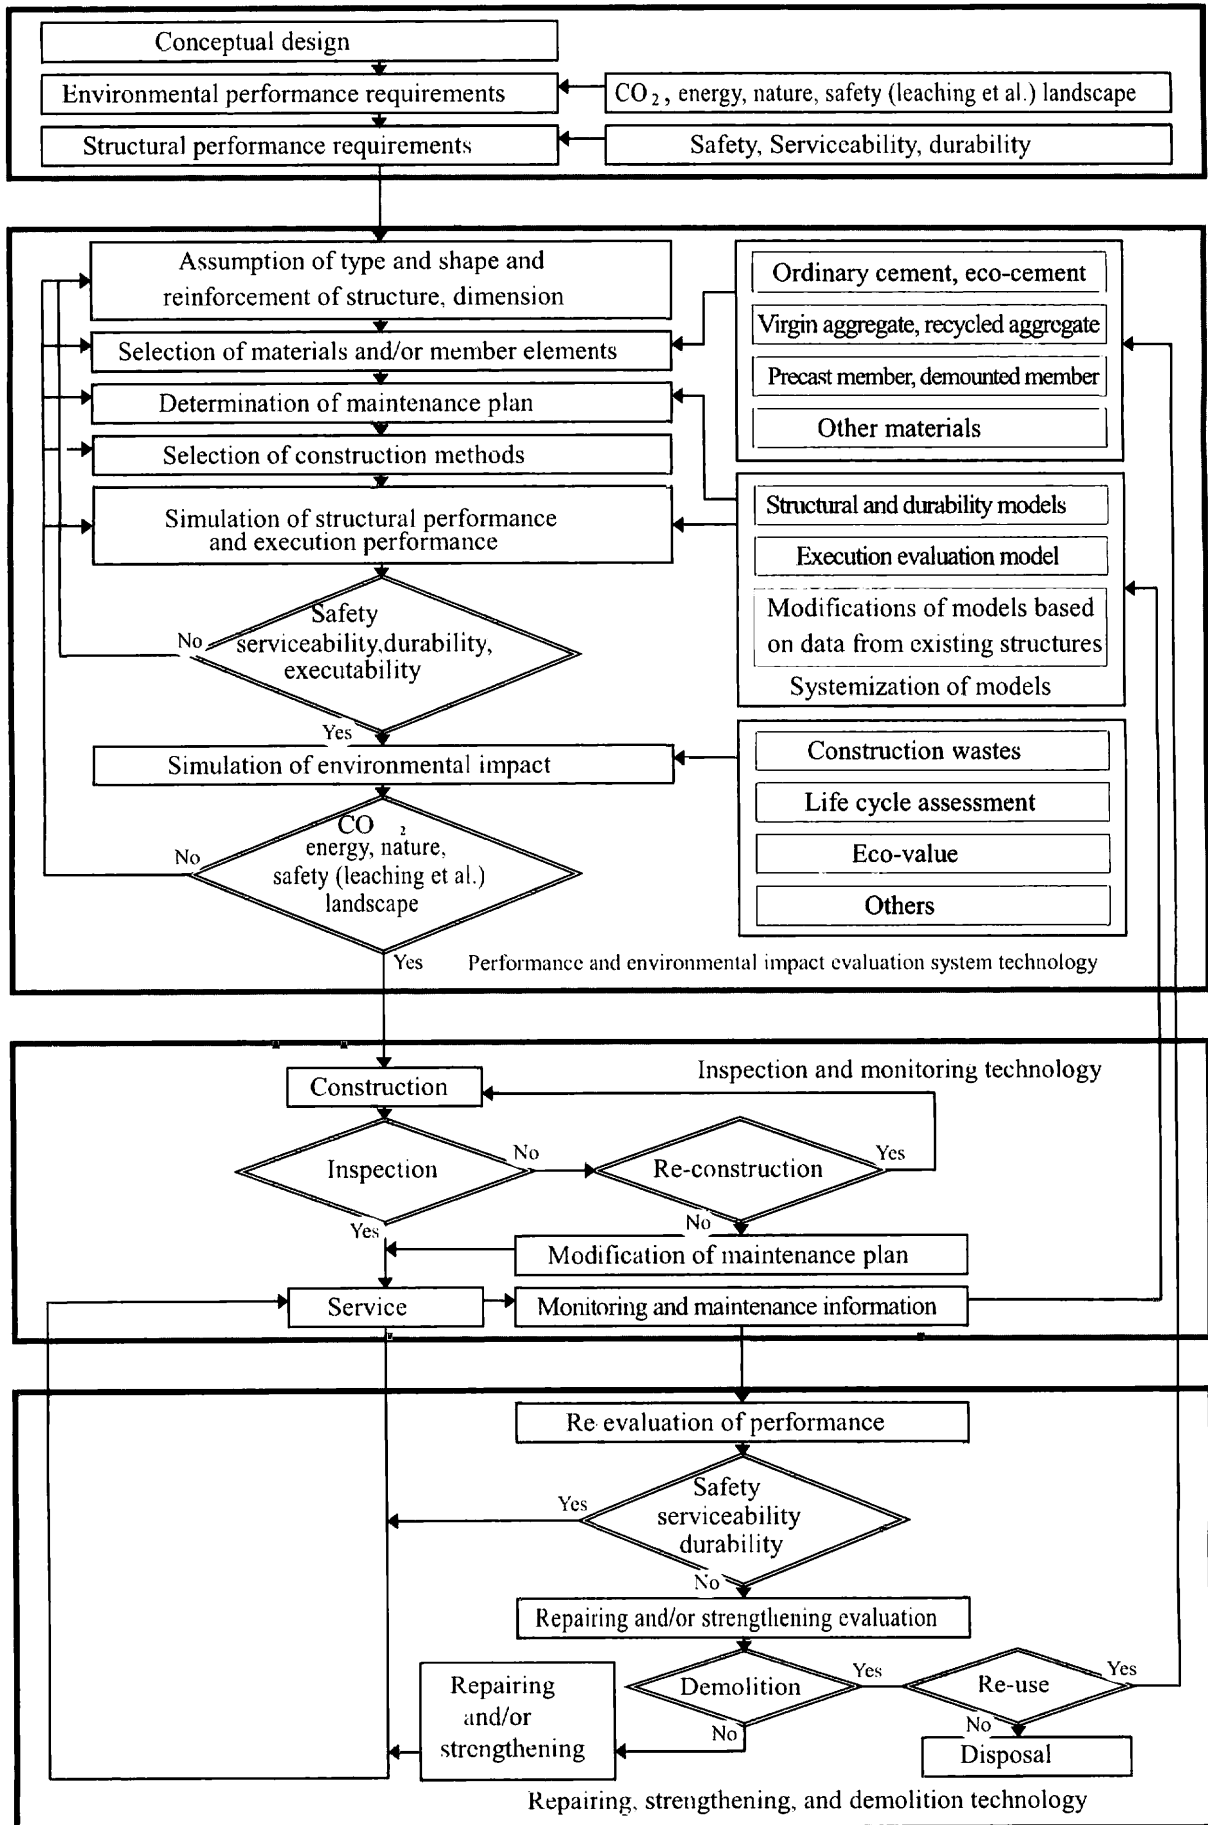 Conceptual design
Environmental performance requirements
CO₂, energy, nature, safety (leaching et al.) landscape
Structural performance requirements
Safety, Serviceability, durability
Assumption of type and shape and
reinforcement of structure, dimension
Selection of materials and/or member elements
Determination of maintenance plan
Selection of construction methods
Simulation of structural performance
and execution performance
Ordinary cement, eco-cement
Virgin aggregate, recycled aggregate
Precast member, demounted member
Other materials
Structural and durability models
Execution evaluation model
Modifications of models based
on data from existing structures
Systemization of models
Safety
serviceability,durability,
executability
No
Yes
Simulation of environmental impact
Construction wastes
Life cycle assessment
Eco-value
Others
CO₂
energy, nature,
safety (leaching et al.)
landscape
No
Yes
Performance and environmental impact evaluation system technology
Inspection and monitoring technology
Construction
Inspection
No
Re-construction
Yes
Yes
No
Modification of maintenance plan
Service
Monitoring and maintenance information
Re evaluation of performance
Safety
serviceability
durability
Yes
No
Repairing and/or strengthening evaluation
Demolition
Yes
Re-use
Yes
No
No
Repairing
and/or
strengthening
Disposal
Repairing, strengthening, and demolition technology